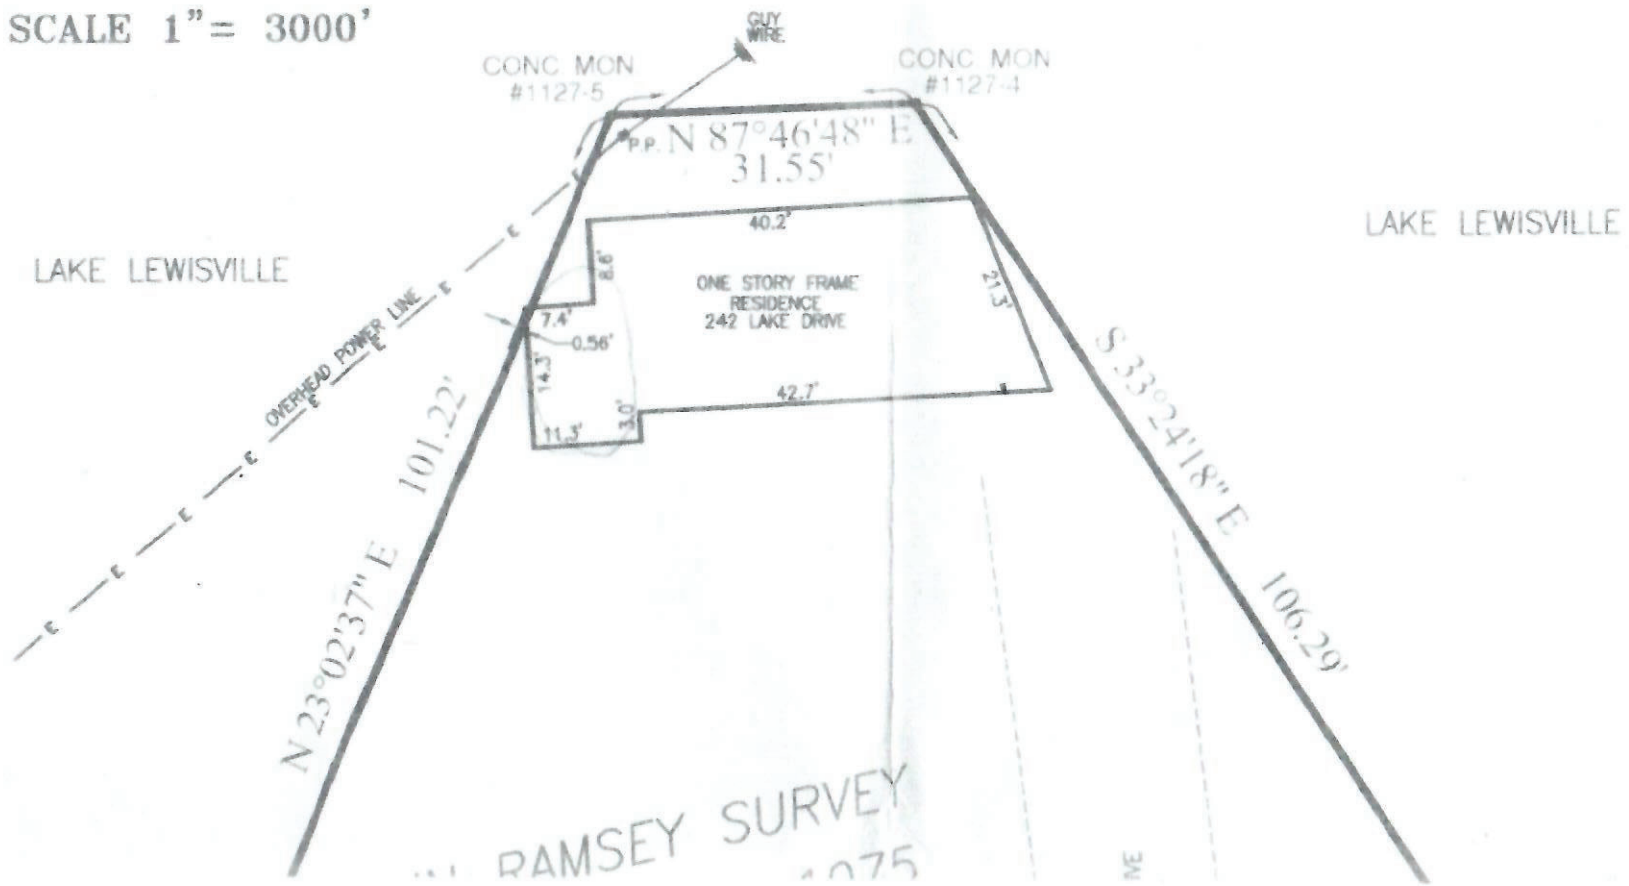 SCALE 1"= 3000'
GUY
WIRE
CONC MON
#1127-5
CONC MON
#1127-4
P.P.
N 87°46'48" E
31.55'
LAKE LEWISVILLE
LAKE LEWISVILLE
40.2'
8.6'
21.3'
ONE STORY FRAME
RESIDENCE
242 LAKE DRIVE
7.4'
0.56'
14.3'
11.3'
3.0'
42.7'
OVERHEAD POWER LINE
E
E
E
E
E
E
E
E
E
N 23°02'37" E 101.22'
S 33°24'18" E 106.29'
RAMSEY SURVEY